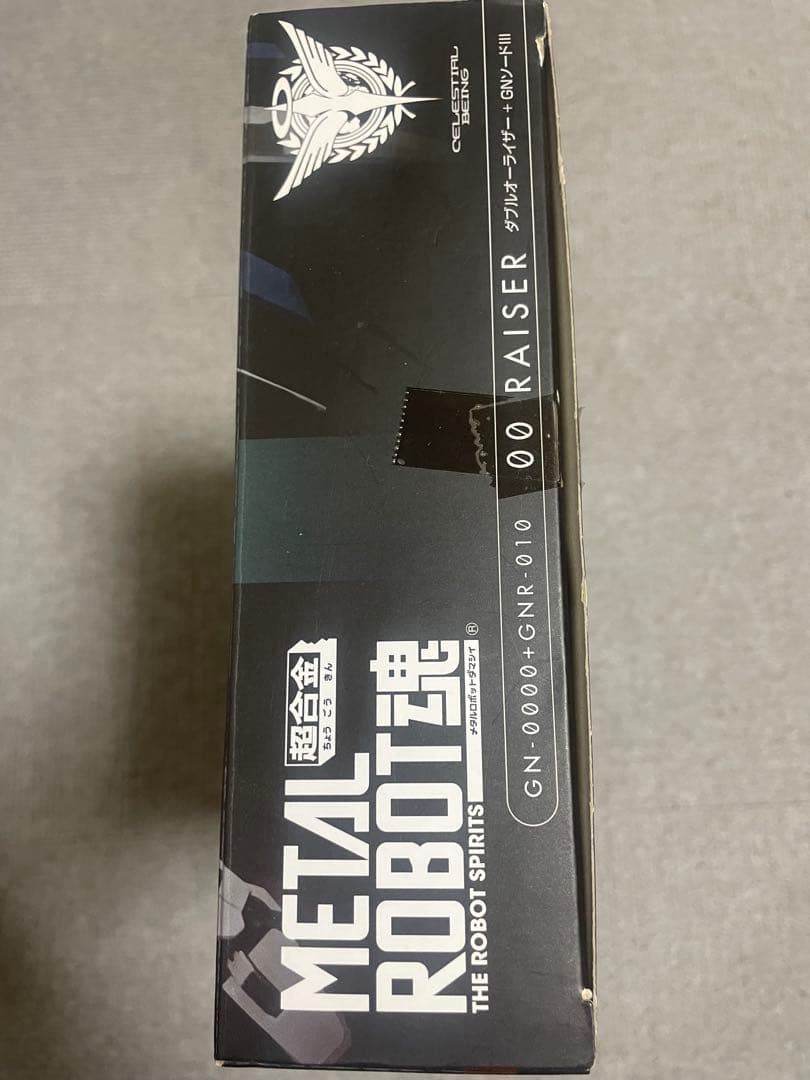 超合金
ちょう ごう きん
METAL
ROBOT魂®
THE ROBOT SPIRITS メタルロボットダマシイ
GN-0000+GNR-010 00 RAISER ダブルオーライザー + GNソードIII
CELESTIAL
BEING